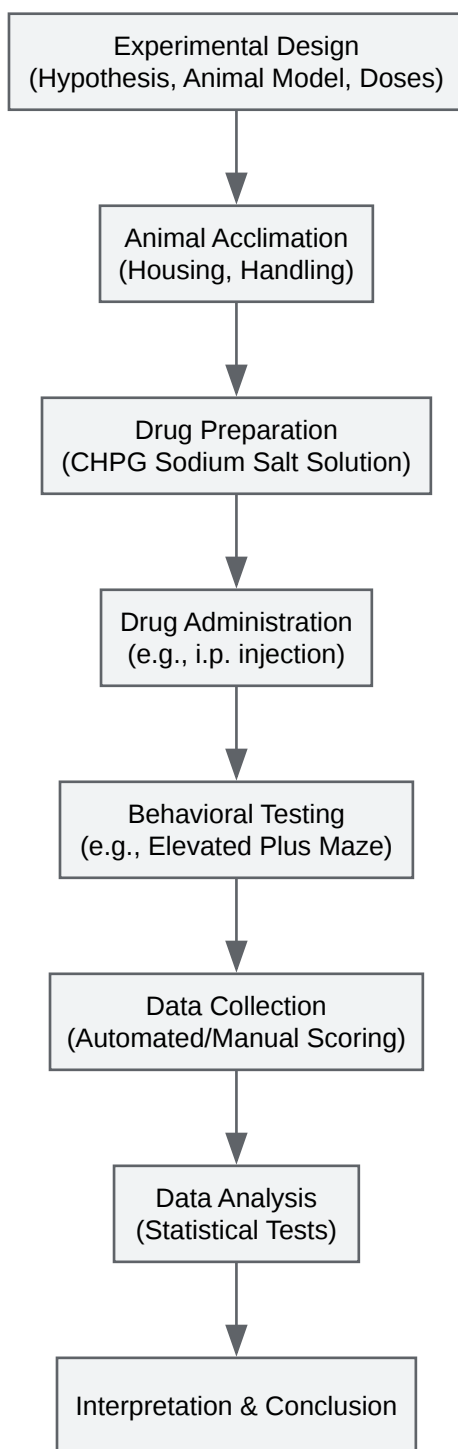 Experimental Design
(Hypothesis, Animal Model, Doses)
Animal Acclimation
(Housing, Handling)
Drug Preparation
(CHPG Sodium Salt Solution)
Drug Administration
(e.g., i.p. injection)
Behavioral Testing
(e.g., Elevated Plus Maze)
Data Collection
(Automated/Manual Scoring)
Data Analysis
(Statistical Tests)
Interpretation & Conclusion